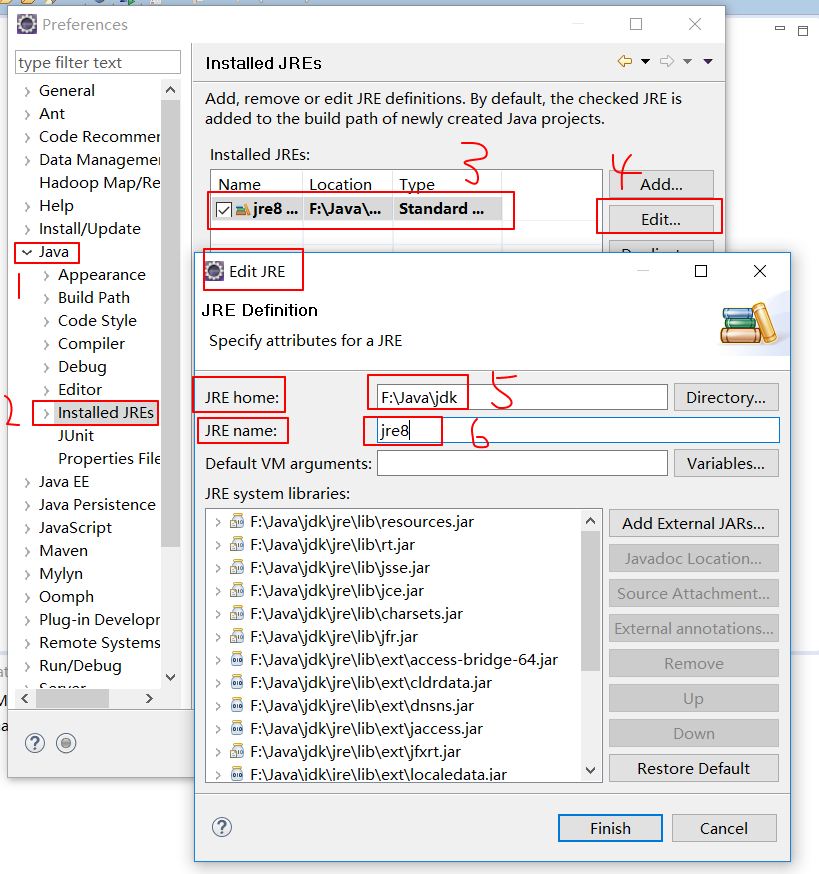 Preferences
type filter text
General
Ant
Code Recommer
Data Managemer
Hadoop Map/Re
Help
Install/Update
Java
1
Appearance
Build Path
Code Style
Compiler
Debug
Editor
2
Installed JREs
JUnit
Properties File
Java EE
Java Persistence
JavaScript
Maven
Mylyn
Oomph
Plug-in Developr
Remote Systems
Run/Debug
Server
Installed JREs
Add, remove or edit JRE definitions. By default, the checked JRE is
added to the build path of newly created Java projects.
Installed JREs:
3
4
Name Location Type
jre8 ... F:\Java\... Standard ...
Add...
Edit...
Duplicate...
Edit JRE
JRE Definition
Specify attributes for a JRE
JRE home: F:\Java\jdk 5 Directory...
JRE name: jre8 6
Default VM arguments: Variables...
JRE system libraries:
F:\Java\jdk\jre\lib\resources.jar
F:\Java\jdk\jre\lib\rt.jar
F:\Java\jdk\jre\lib\jsse.jar
F:\Java\jdk\jre\lib\jce.jar
F:\Java\jdk\jre\lib\charsets.jar
F:\Java\jdk\jre\lib\jfr.jar
F:\Java\jdk\jre\lib\ext\access-bridge-64.jar
F:\Java\jdk\jre\lib\ext\cldrdata.jar
F:\Java\jdk\jre\lib\ext\dnsns.jar
F:\Java\jdk\jre\lib\ext\jaccess.jar
F:\Java\jdk\jre\lib\ext\jfxrt.jar
F:\Java\jdk\jre\lib\ext\localedata.jar
Add External JARs...
Javadoc Location...
Source Attachment...
External annotations...
Remove
Up
Down
Restore Default
Finish
Cancel